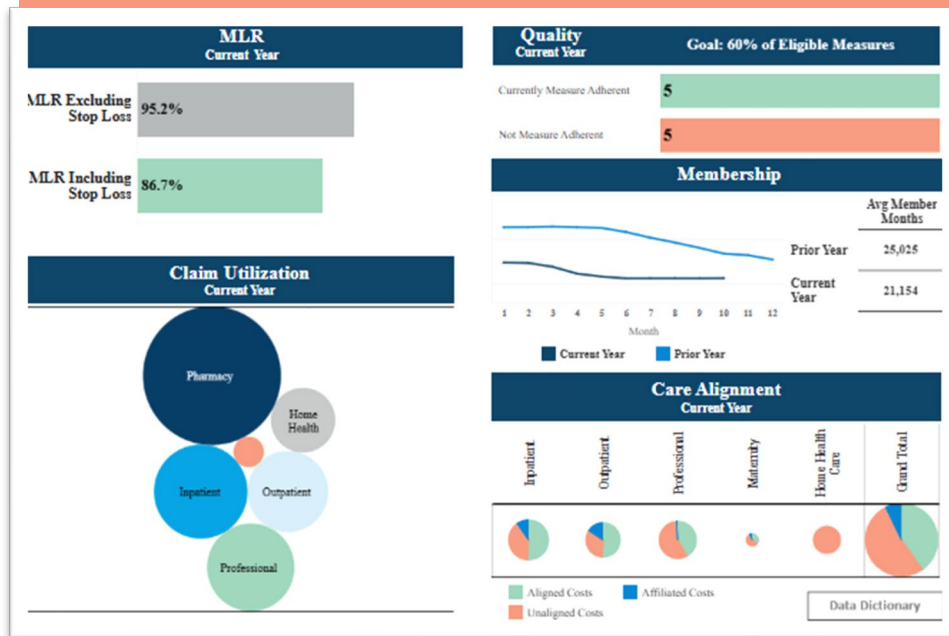 MLR
Current Year
MLR Excluding
Stop Loss
95.2%
MLR Including
Stop Loss
86.7%
Claim Utilization
Current Year
Pharmacy
Home
Health
Inpatient
Outpatient
Professional
Quality
Current Year
Goal: 60% of Eligible Measures
Currently Measure Adherent
5
Not Measure Adherent
5
Membership
Avg Member
Months
Prior Year
25,025
Current
Year
21,154
1 2 3 4 5 6 7 8 9 10 11 12
Month
Current Year Prior Year
Care Alignment
Current Year
Inpatient
Outpatient
Professional
Maternity
Home Health
Care
Grand Total
Aligned Costs Affiliated Costs
Unaligned Costs
Data Dictionary